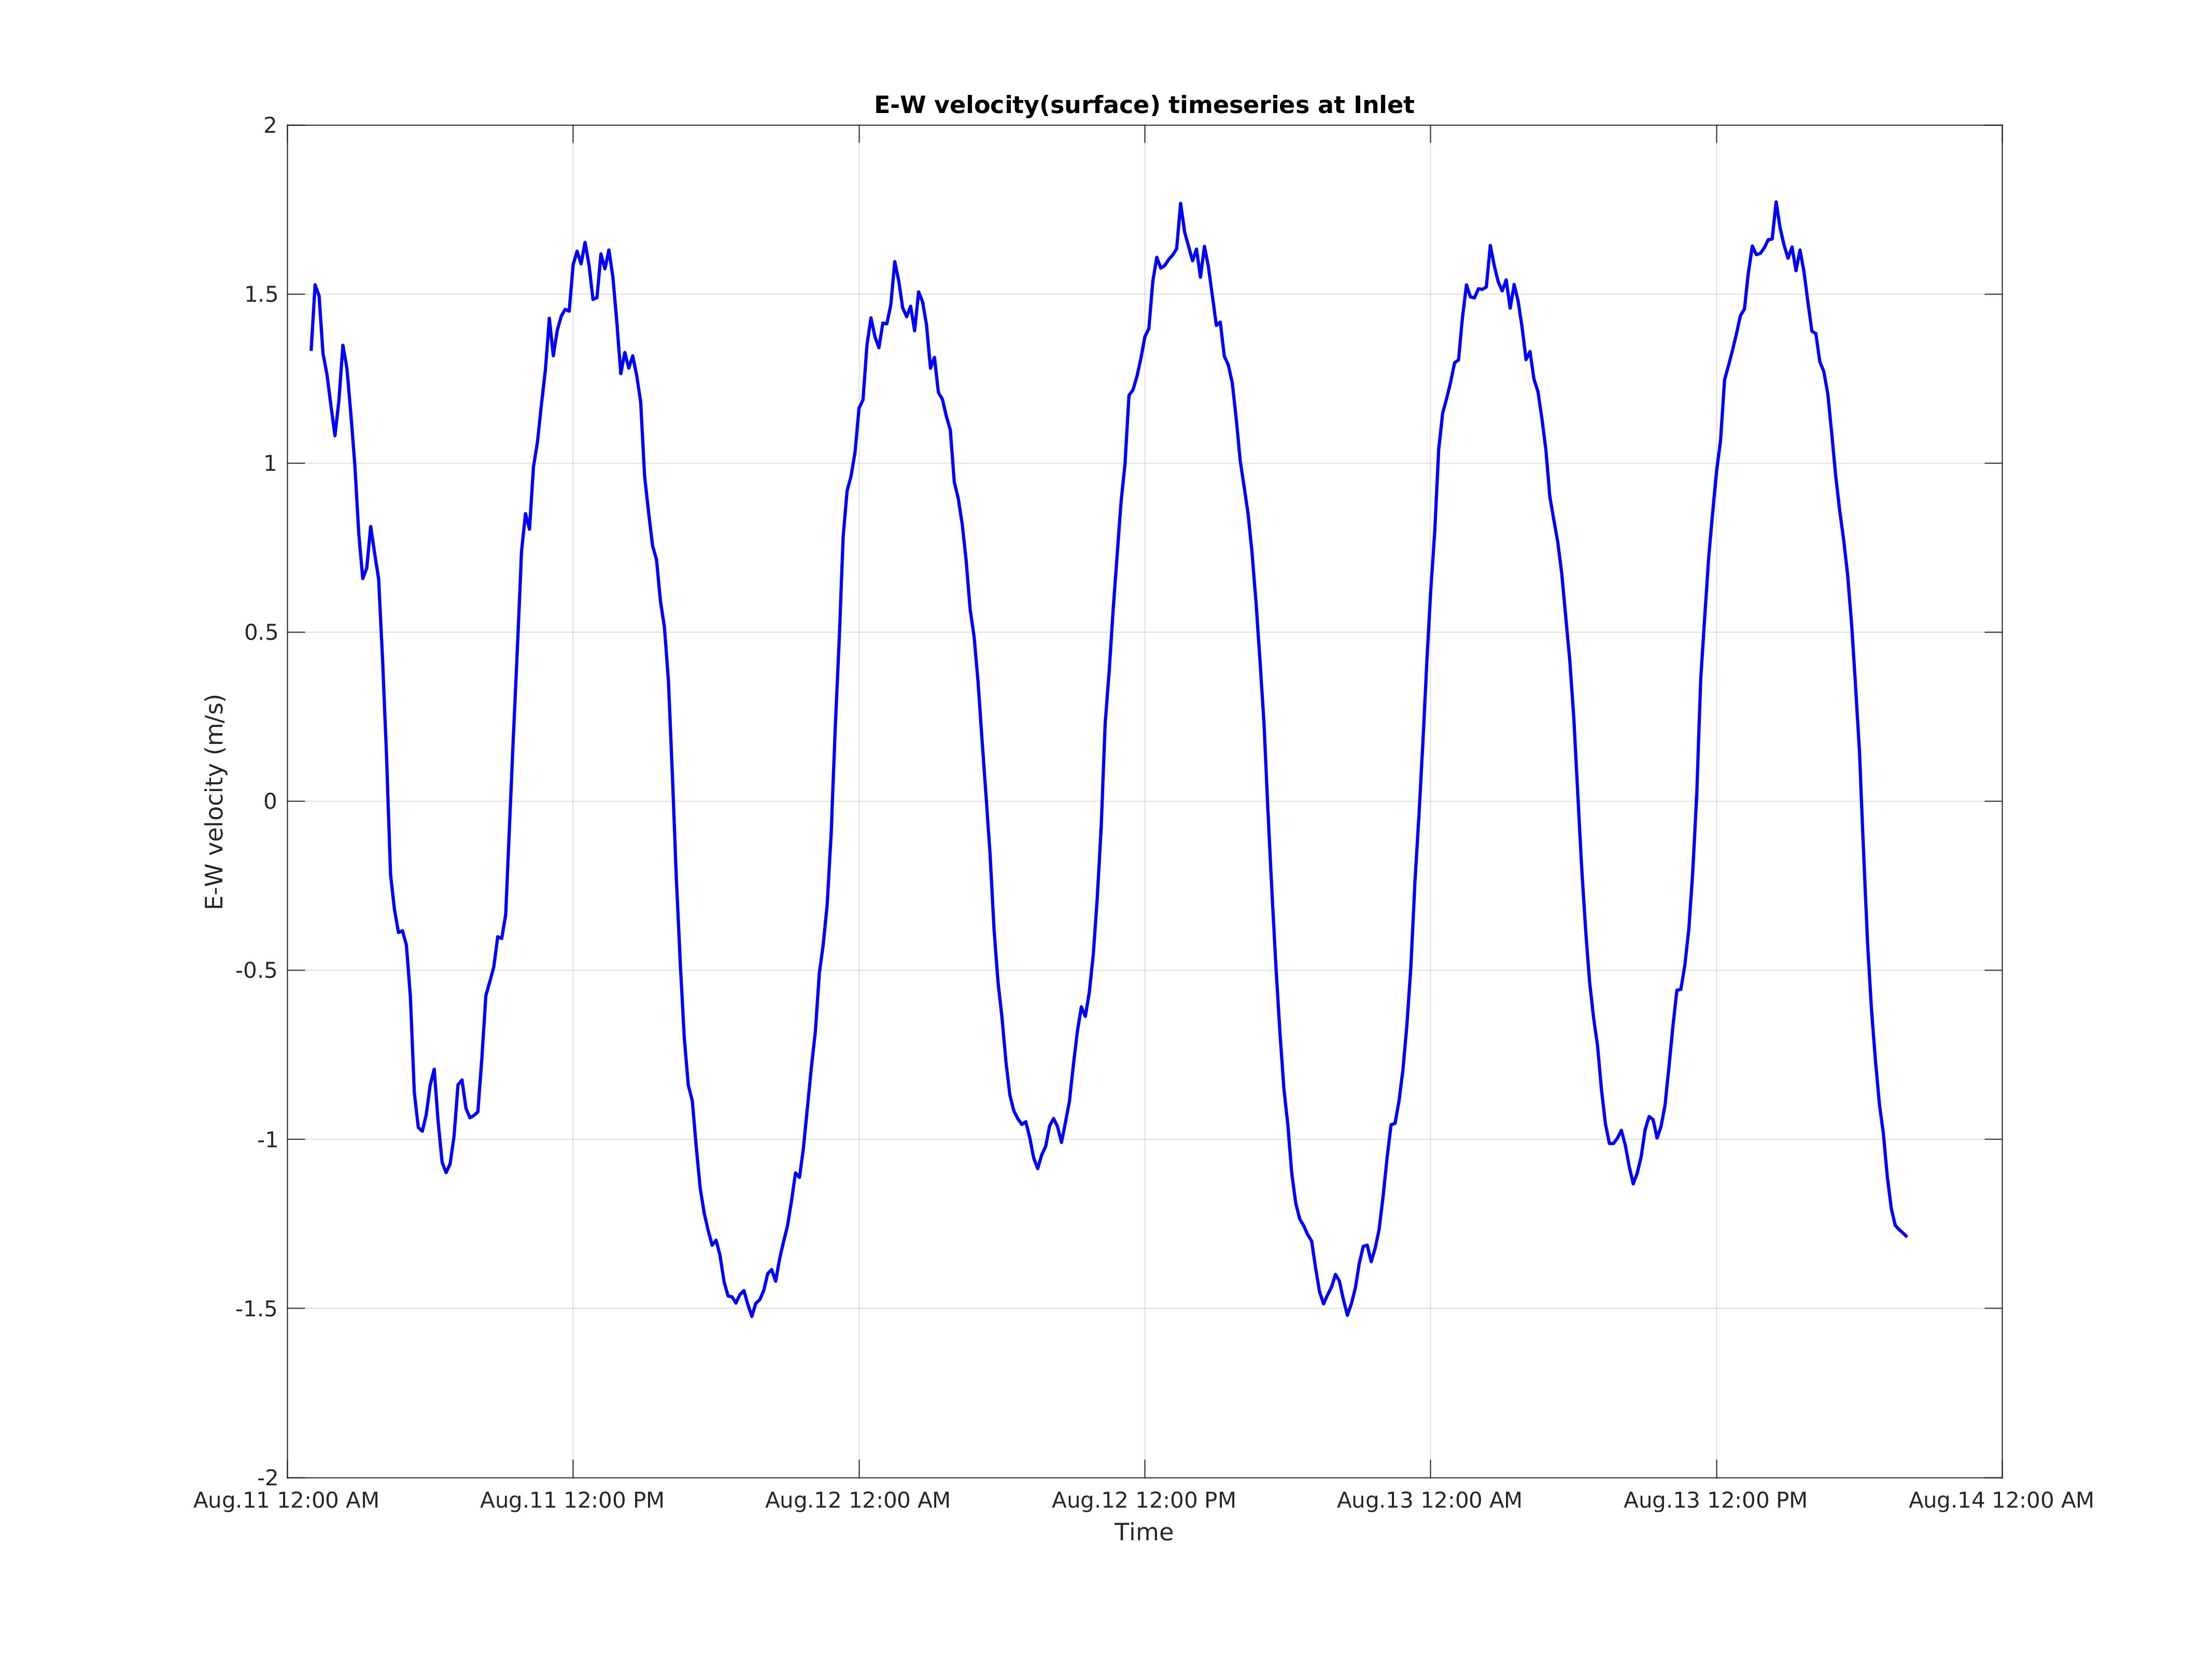 E-W velocity(surface) timeseries at Inlet
2
1.5
1
0.5
0
-0.5
-1
-1.5
-2
E-W velocity (m/s)
Aug.11 12:00 AM Aug.11 12:00 PM Aug.12 12:00 AM Aug.12 12:00 PM Aug.13 12:00 AM Aug.13 12:00 PM Aug.14 12:00 AM
Time